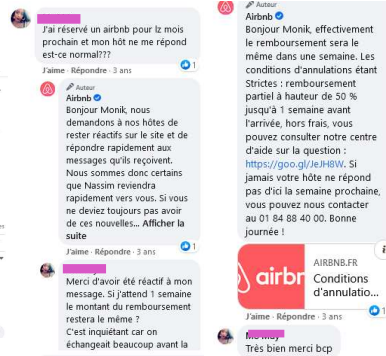 J'ai réservé un airbnb pour lz mois
prochain et mon hôt ne me répond
est-ce normal???
J'aime · Répondre · 3 ans
1
Auteur
Airbnb
Bonjour Monik, nous
demandons à nos hôtes de
rester réactifs sur le site et de
répondre rapidement aux
messages qu'ils reçoivent.
Nous sommes donc certains
que Nassim reviendra
rapidement vers vous. Si vous
ne deviez toujours pas avoir
de ces nouvelles... Afficher la
suite
J'aime · Répondre · 3 ans
1
Merci d'avoir été réactif à mon
message. Si j'attend 1 semaine
le montant du remboursement
restera le même ?
C'est inquiétant car on
échangeait beaucoup avant la
Auteur
Airbnb
Bonjour Monik, effectivement
le remboursement sera le
même dans une semaine. Les
conditions d'annulations étant
Strictes : remboursement
partiel à hauteur de 50 %
jusqu'à 1 semaine avant
l'arrivée, hors frais, vous
pouvez consulter notre centre
d'aide sur la question :
https://goo.gl/JeJH8W. Si
jamais votre hôte ne répond
pas d'ici la semaine prochaine,
vous pouvez nous contacter
au 01 84 88 40 00. Bonne
journée !
airbr
AIRBNB.FR
Conditions
d'annulatio...
J'aime · Répondre · 3 ans
1
Très bien merci bcp